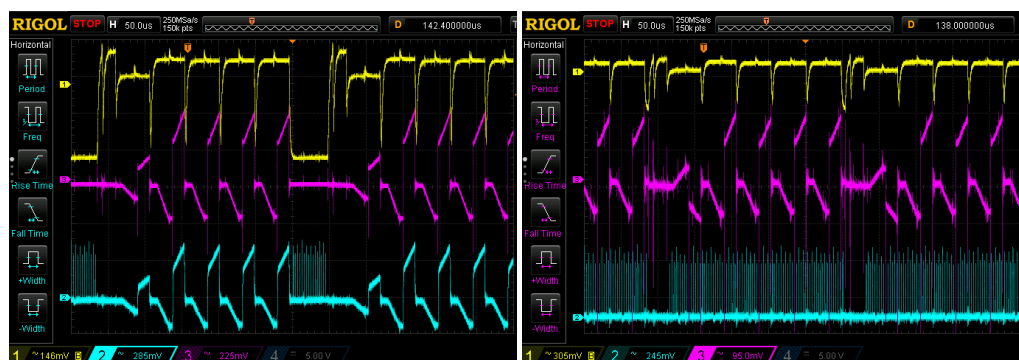 RIGOL STOP H 50.0us 250MSa/s 150k pts D 142.400000us T
Horizontal
Period
Freq
Rise Time
Fall Time
+Width
-Width
1 ~146mV 2 ~ 285mV/ 3 ~ 225mV/ 4 = 5.00 V
RIGOL STOP H 50.0us 250MSa/s 150k pts D 138.000000us
Horizontal
Period
Freq
Rise Time
Fall Time
+Width
-Width
1 ~305mV 2 ~ 245mV 3 ~ 95.0mV/ 4 = 5.00 V